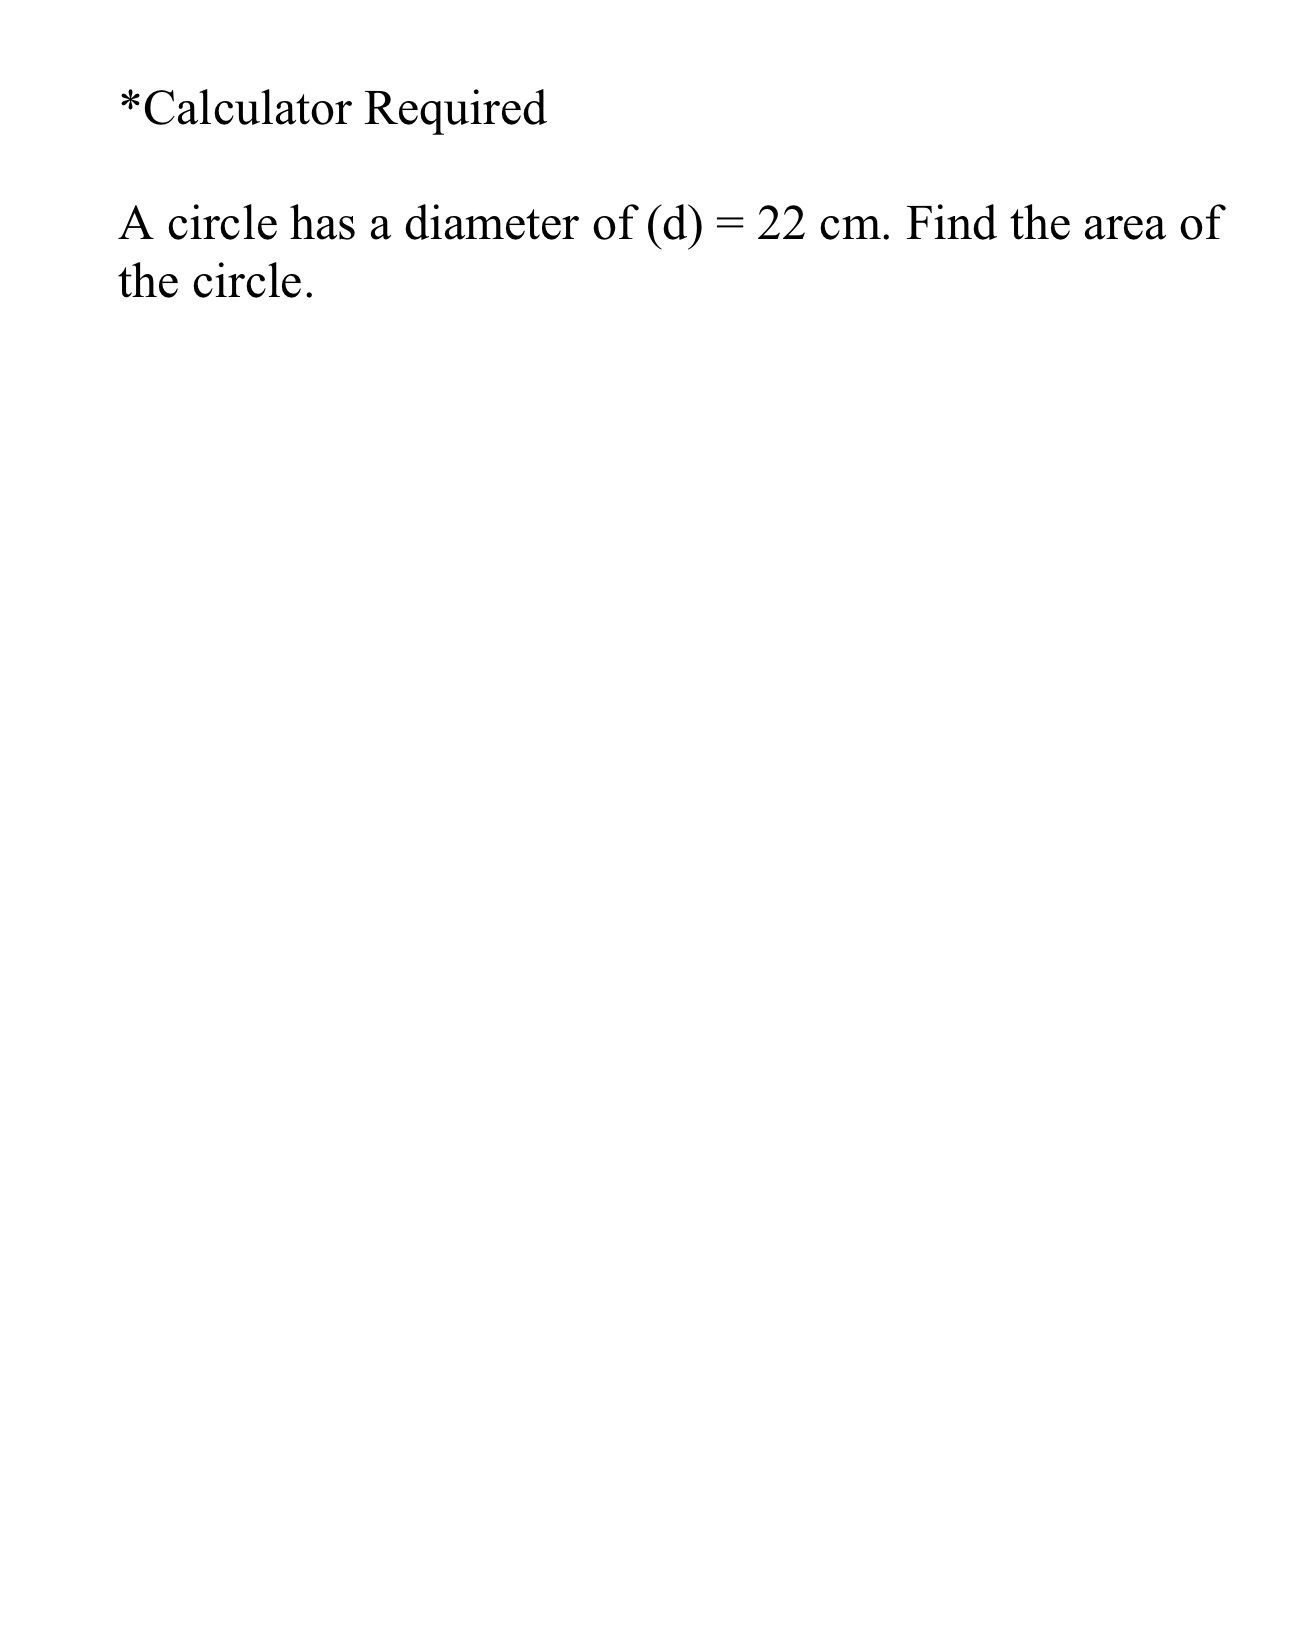 *Calculator Required
A circle has a diameter of (d) = 22 cm. Find the area of
the circle.